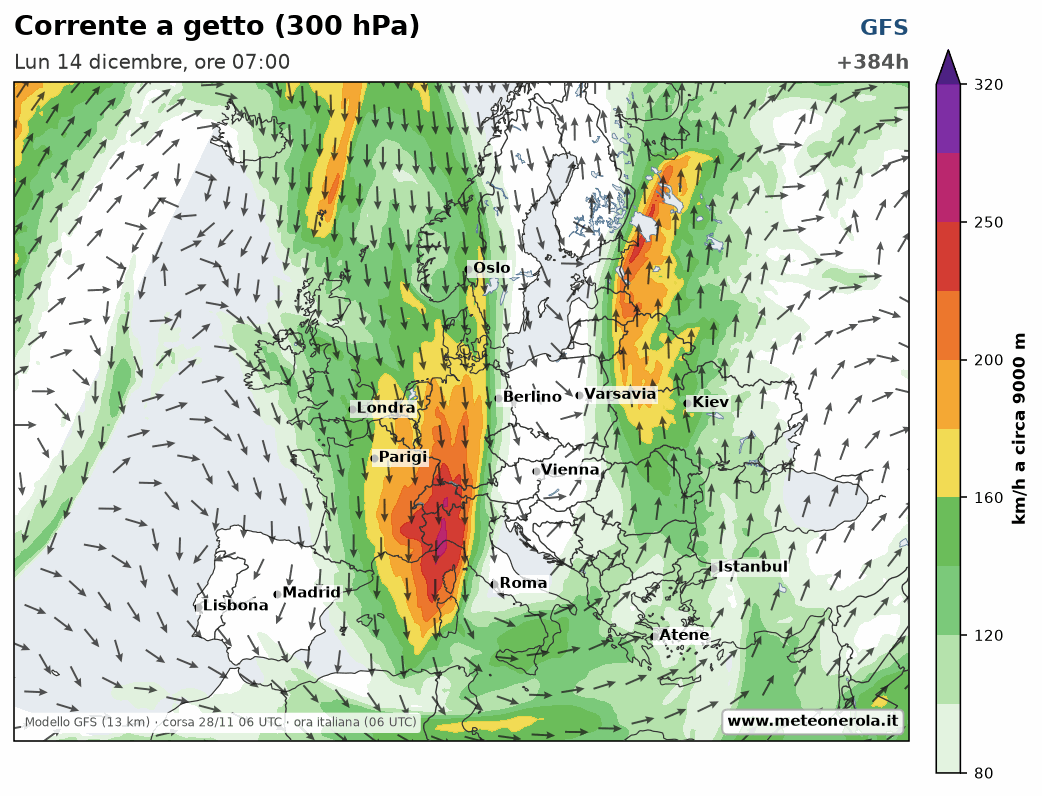 Corrente a getto (300 hPa)
GFS
Lun 14 dicembre, ore 07:00
+384h
320
250
200
160
120
80
km/h a circa 9000 m
Oslo
Berlino
Varsavia
Kiev
Londra
Parigi
Vienna
Istanbul
Roma
Madrid
Lisbona
Atene
Modello GFS (13 km) · corsa 28/11 06 UTC · ora italiana (06 UTC)
www.meteonerola.it